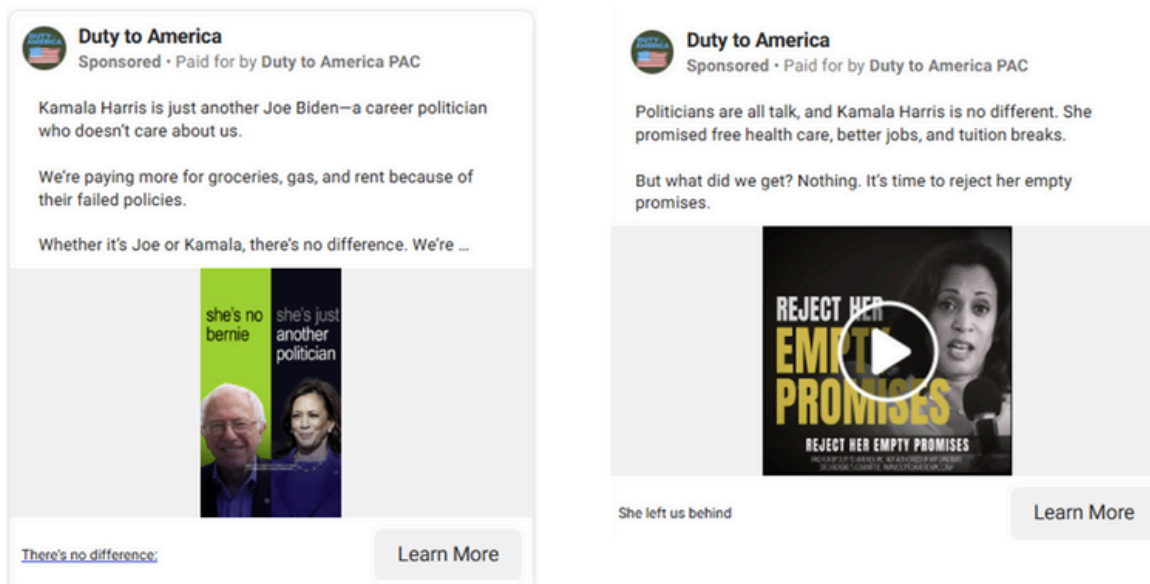 Duty to America
Sponsored • Paid for by Duty to America PAC
Kamala Harris is just another Joe Biden—a career politician
who doesn't care about us.
We're paying more for groceries, gas, and rent because of
their failed policies.
Whether it's Joe or Kamala, there's no difference. We're ...
she's no
bernie
she's just
another
politician
There's no difference:
Learn More
Duty to America
Sponsored • Paid for by Duty to America PAC
Politicians are all talk, and Kamala Harris is no different. She
promised free health care, better jobs, and tuition breaks.
But what did we get? Nothing. It's time to reject her empty
promises.
REJECT HER
EMPTY
PROMISES
REJECT HER EMPTY PROMISES
She left us behind
Learn More